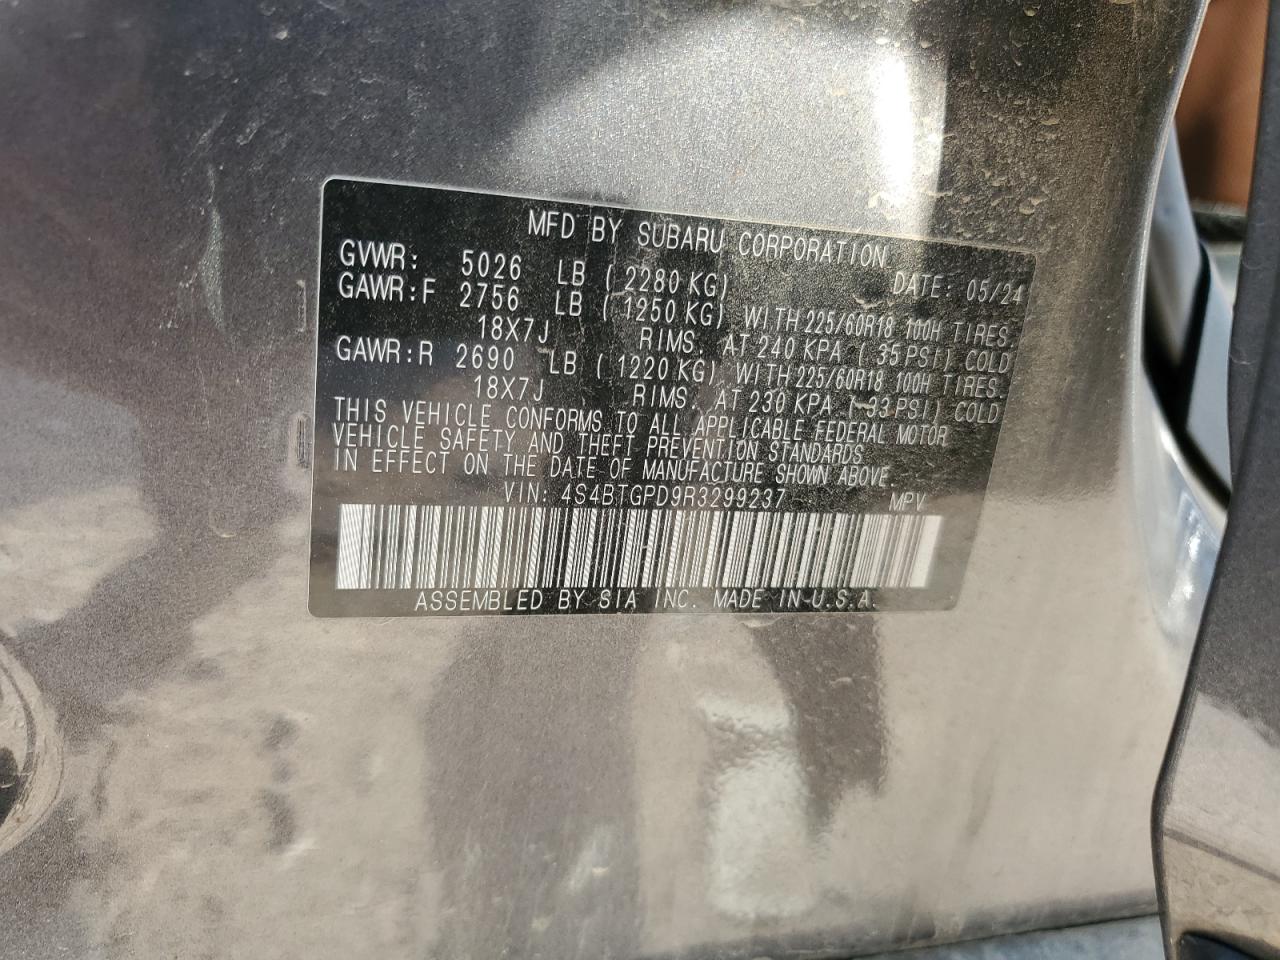 MFD BY SUBARU CORPORATION
GVWR: 5026 LB ( 2280 KG) DATE: 05/24
GAWR:F 2756 LB ( 1250 KG) WITH 225/60R18 100H TIRES.
18X7J RIMS. AT 240 KPA ( 35 PSI) COLD
GAWR:R 2690 LB ( 1220 KG) WITH 225/60R18 100H TIRES.
18X7J RIMS. AT 230 KPA ( 33 PSI) COLD
THIS VEHICLE CONFORMS TO ALL APPLICABLE FEDERAL MOTOR
VEHICLE SAFETY AND THEFT PREVENTION STANDARDS
IN EFFECT ON THE DATE OF MANUFACTURE SHOWN ABOVE.
VIN: 4S4BTGPD9R3299237 MPV
ASSEMBLED BY SIA INC. MADE IN U.S.A.